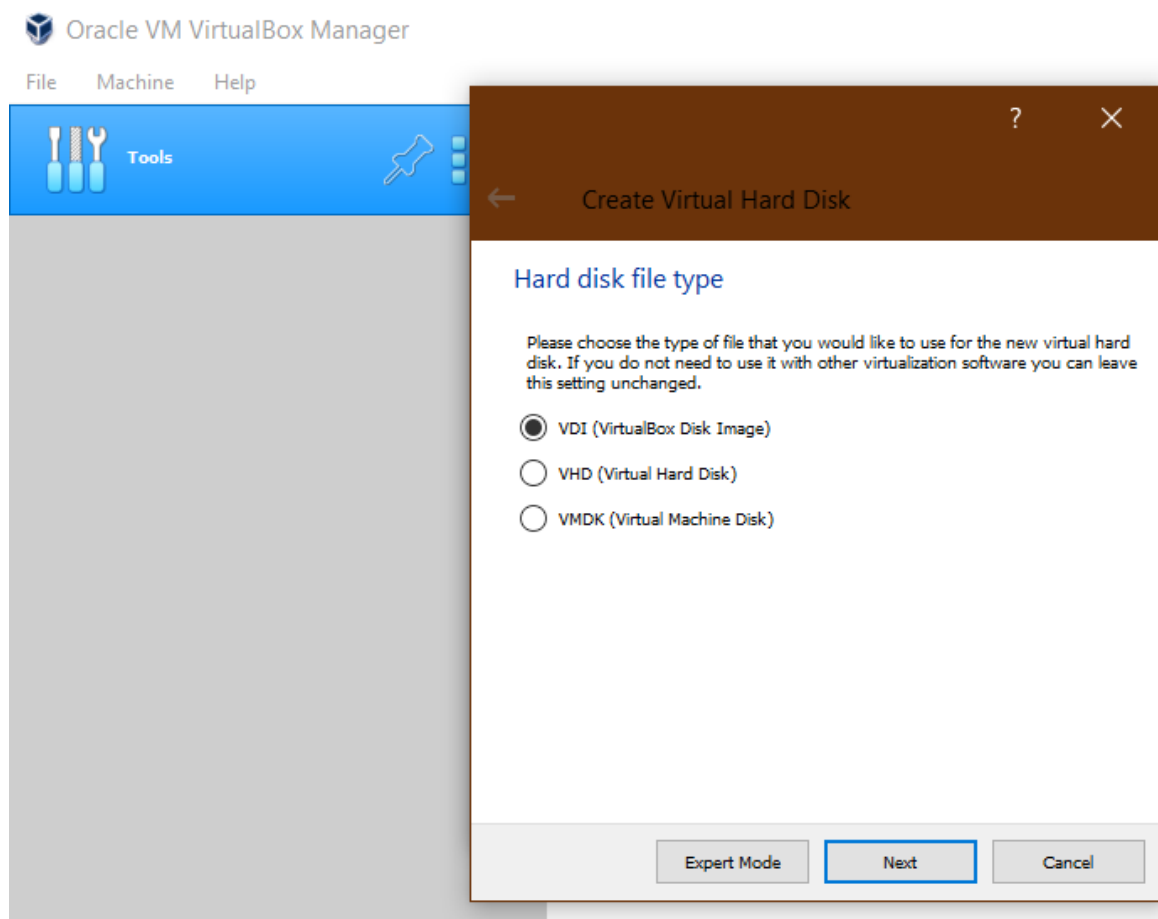 Oracle VM VirtualBox Manager
File Machine Help
Tools
?
Create Virtual Hard Disk
Hard disk file type
Please choose the type of file that you would like to use for the new virtual hard
disk. If you do not need to use it with other virtualization software you can leave
this setting unchanged.
VDI (VirtualBox Disk Image)
VHD (Virtual Hard Disk)
VMDK (Virtual Machine Disk)
Expert Mode Next Cancel